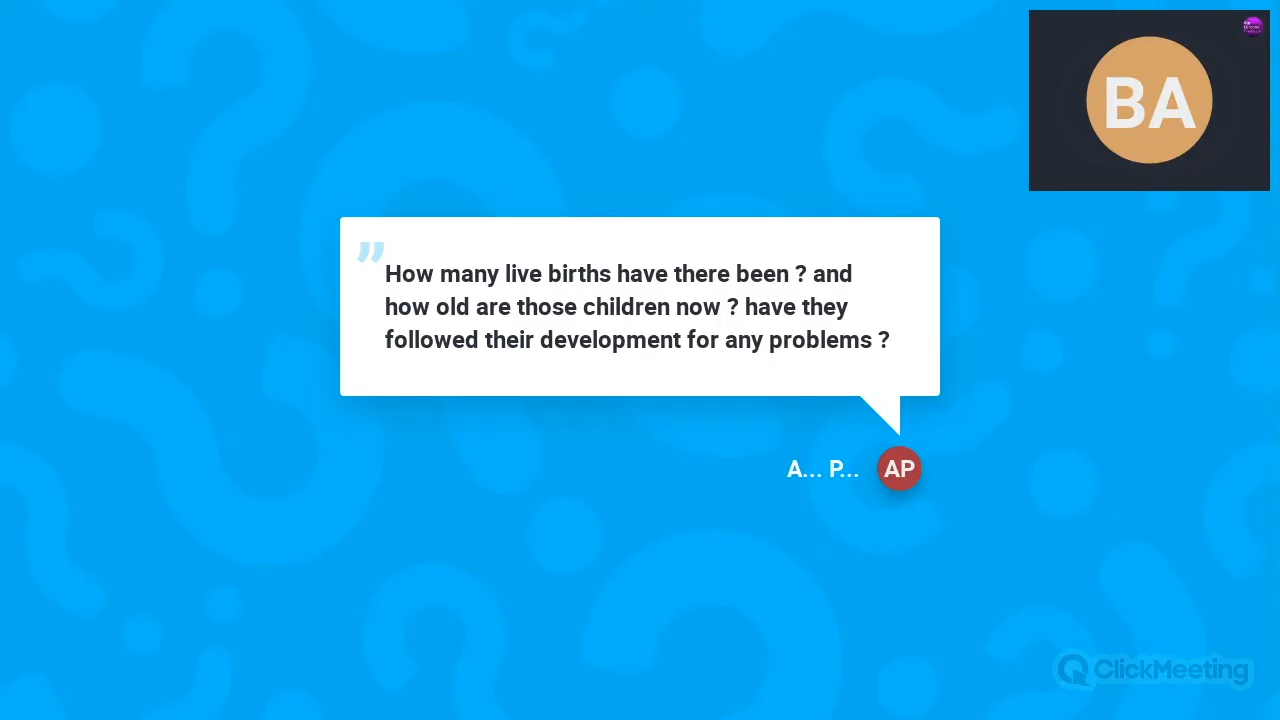 BA
"
How many live births have there been ? and
how old are those children now ? have they
followed their development for any problems ?
A... P...
AP
ClickMeeting